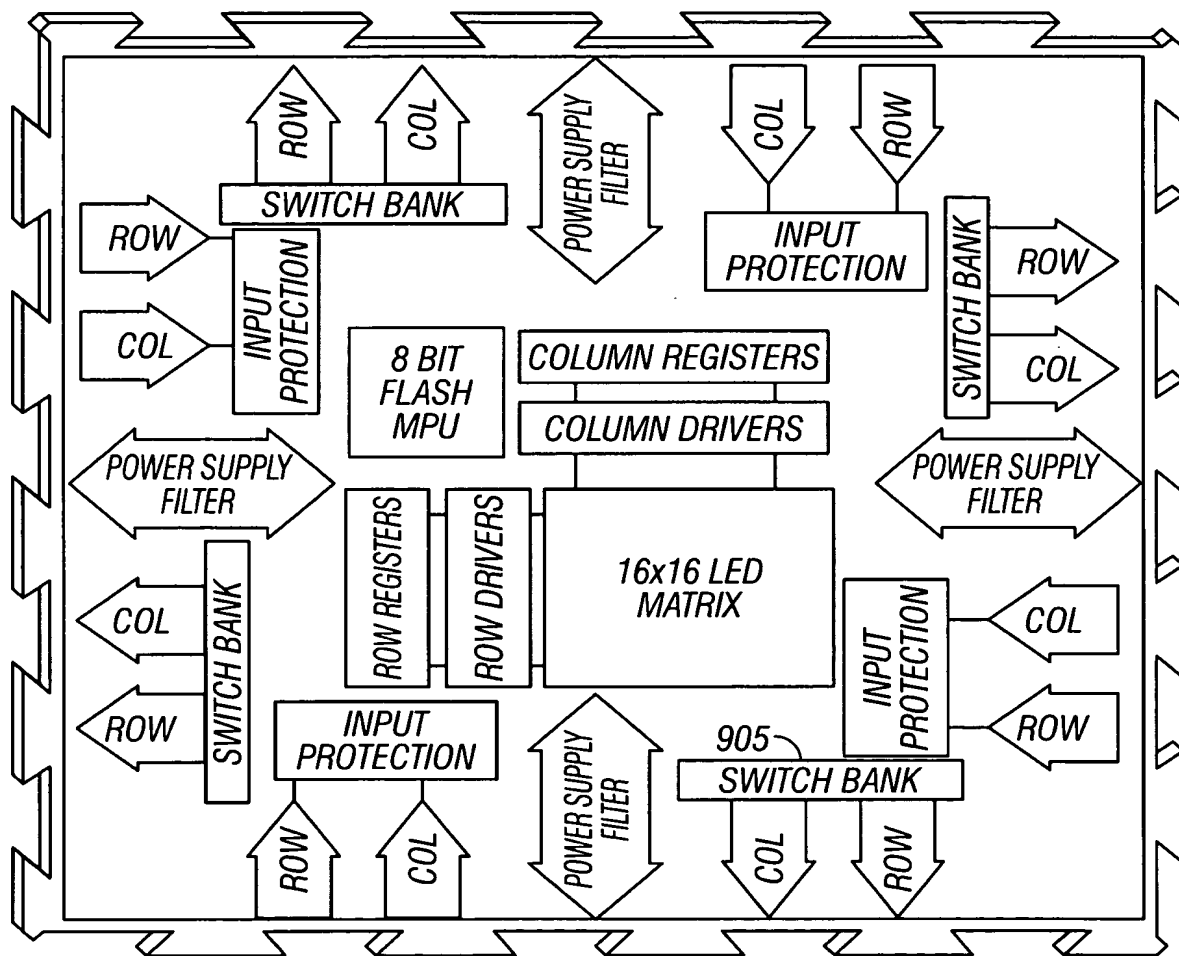 ROW
COL
SWITCH BANK
POWER SUPPLY
FILTER
COL
ROW
INPUT
PROTECTION
ROW
COL
INPUT
PROTECTION
SWITCH BANK
ROW
COL
8 BIT
FLASH
MPU
COLUMN REGISTERS
COLUMN DRIVERS
POWER SUPPLY
FILTER
POWER SUPPLY
FILTER
ROW REGISTERS
ROW DRIVERS
16x16 LED
MATRIX
COL
ROW
SWITCH BANK
INPUT
PROTECTION
COL
ROW
INPUT
PROTECTION
ROW
COL
POWER SUPPLY
FILTER
905
SWITCH BANK
COL
ROW